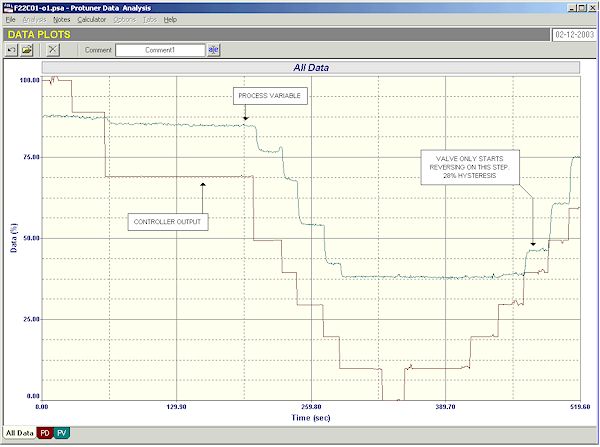 F22C01-o1.psa - Protuner Data Analysis
File Analysis Notes Calculator Options Tabs Help
DATA PLOTS
02-12-2003
Comment
Comment1
All Data
100.00
75.00
50.00
25.00
0.00
Data (%)
PROCESS VARIABLE
CONTROLLER OUTPUT
VALVE ONLY STARTS
REVERSING ON THIS STEP.
28% HYSTERESIS
0.00
129.90
259.80
389.70
519.60
Time (sec)
All Data
PD
PV